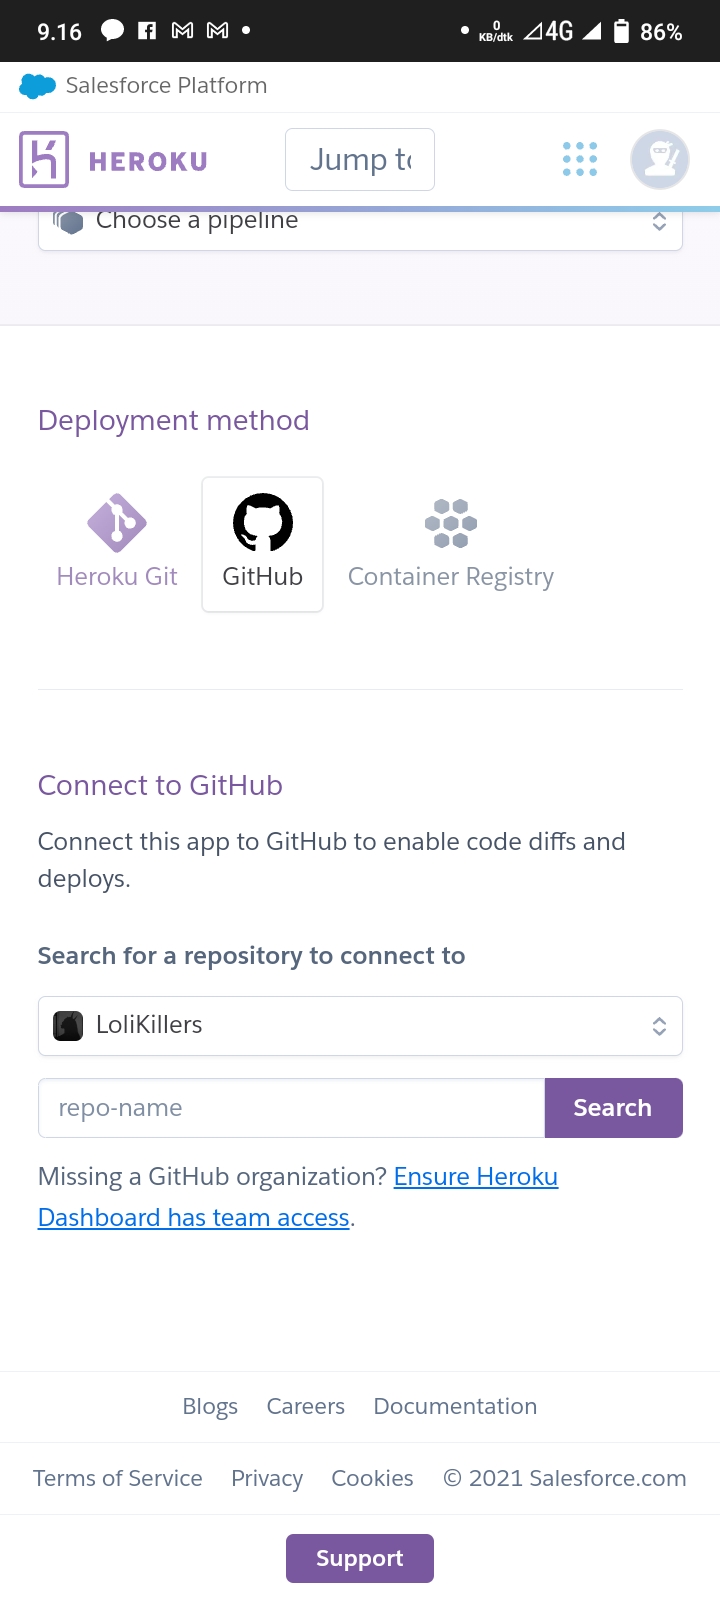 9.16
0
KB/dtk
4G
86%
Salesforce Platform
HEROKU
Jump to
Choose a pipeline
Deployment method
Heroku Git
GitHub
Container Registry
Connect to GitHub
Connect this app to GitHub to enable code diffs and
deploys.
Search for a repository to connect to
LoliKillers
repo-name
Search
Missing a GitHub organization? Ensure Heroku
Dashboard has team access.
Blogs Careers Documentation
Terms of Service Privacy Cookies © 2021 Salesforce.com
Support